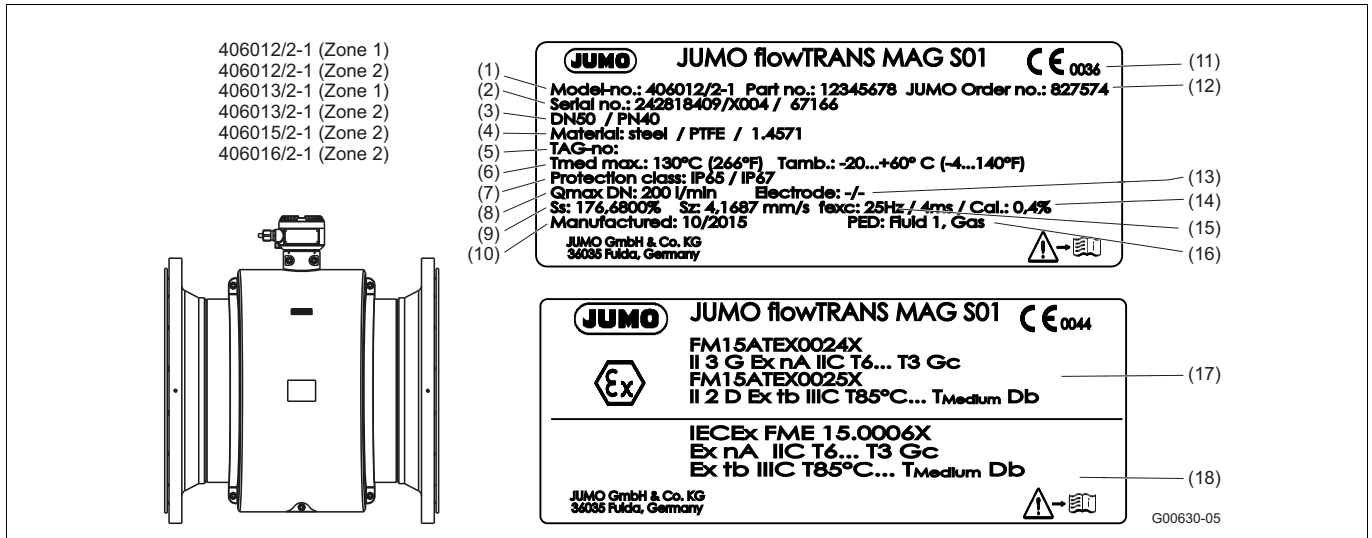 406012/2-1 (Zone 1)
406012/2-1 (Zone 2)
406013/2-1 (Zone 1)
406013/2-1 (Zone 2)
406015/2-1 (Zone 2)
406016/2-1 (Zone 2)
JUMO JUMO flowTRANS MAG S01 CE 0036 (11)
(1) Model-no.: 406012/2-1 Part no.: 12345678 JUMO Order no.: 827574 (12)
(2) Serial no.: 242818409/X004 / 67166
(3) DN50 / PN40
(4) Material: steel / PTFE / 1.4571
(5) TAG-no:
(6) Tmed max.: 130°C (266°F) Tamb.: -20...+60° C (-4...140°F)
(7) Protection class: IP65 / IP67
(8) Qmax DN: 200 l/min Electrode: -/- (13)
(9) Ss: 176,6800% Sz: 4,1687 mm/s fexc: 25Hz / 4ms / Cal.: 0,4% (14)
(15)
(10) Manufactured: 10/2015 PED: Fluid 1, Gas (16)
JUMO GmbH & Co. KG
36035 Fulda, Germany
JUMO JUMO flowTRANS MAG S01 CE 0044
FM15ATEX0024X
II 3 G Ex nA IIC T6... T3 Gc
Ex FM15ATEX0025X (17)
II 2 D Ex tb IIIC T85°C... TMedium Db
IECEx FME 15.0006X
Ex nA IIC T6... T3 Gc
Ex tb IIIC T85°C... TMedium Db
(18)
JUMO GmbH & Co. KG
36035 Fulda, Germany
G00630-05